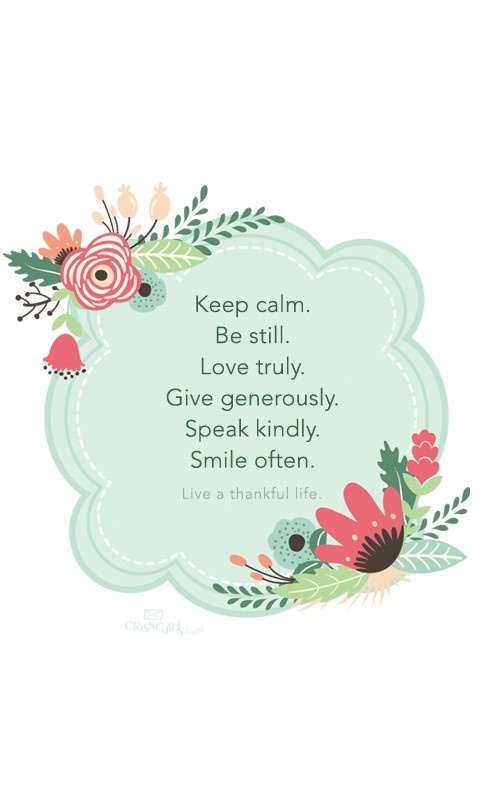 Keep calm.
Be still.
Love truly.
Give generously.
Speak kindly.
Smile often.
Live a thankful life.